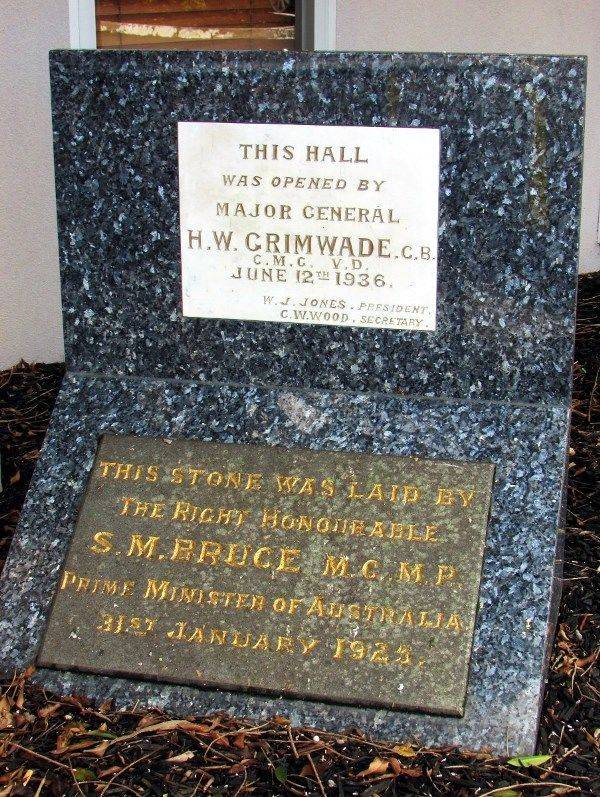 THIS HALL
WAS OPENED BY
MAJOR GENERAL
H.W. GRIMWADE. C.B.
C.M.G. V.D.
JUNE 12TH 1936.
W. J. JONES. PRESIDENT.
C.W.WOOD. SECRETARY.
THIS STONE WAS LAID BY
THE RIGHT HONOURABLE
S.M.BRUCE M.C. M.P.
PRIME MINISTER OF AUSTRALIA
31ST JANUARY